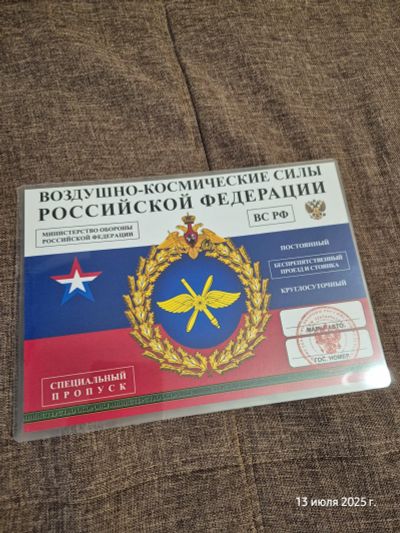 ВОЗДУШНО-КОСМИЧЕСКИЕ СИЛЫ
РОССИЙСКОЙ ФЕДЕРАЦИИ
МИНИСТЕРСТВО ОБОРОНЫ
РОССИЙСКОЙ ФЕДЕРАЦИИ
ВС РФ
ПОСТОЯННЫЙ
БЕСПРЕПЯТСТВЕННЫЙ
ПРОЕЗД И СТОЯНКА
КРУГЛОСУТОЧНЫЙ
МАРКА АВТО.
ГОС. НОМЕР
СПЕЦИАЛЬНЫЙ
ПРОПУСК
13 июля 2025 г.